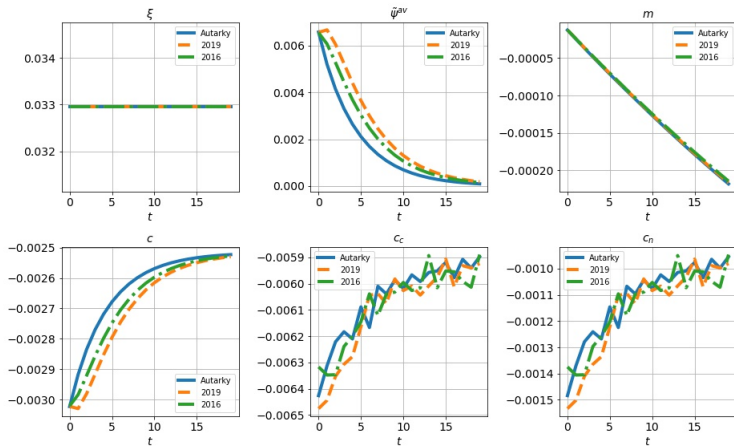 ξ
0.034
0.033
0.032
0 5 10 15
t
Autarky
2019
2016
ψ̃ᵃᵛ
0.006
0.004
0.002
0.000
0 5 10 15
t
Autarky
2019
2016
m
−0.00005
−0.00010
−0.00015
−0.00020
0 5 10 15
t
Autarky
2019
2016
c
−0.0025
−0.0026
−0.0027
−0.0028
−0.0029
−0.0030
0 5 10 15
t
Autarky
2019
2016
c_c
−0.0059
−0.0060
−0.0061
−0.0062
−0.0063
−0.0064
−0.0065
0 5 10 15
t
Autarky
2019
2016
c_n
−0.0010
−0.0011
−0.0012
−0.0013
−0.0014
−0.0015
0 5 10 15
t
Autarky
2019
2016